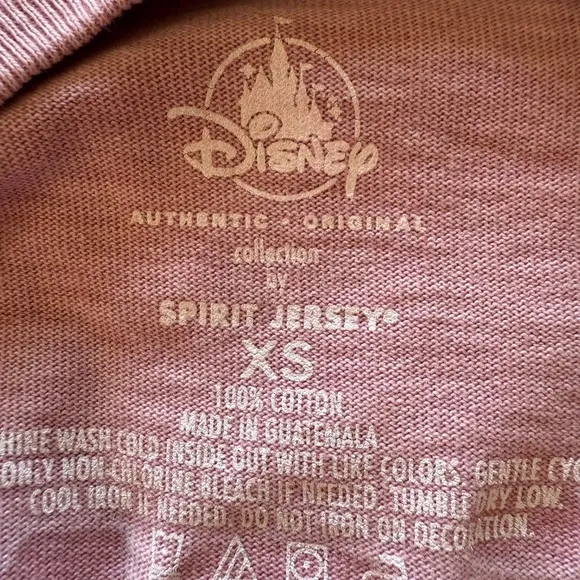 Disney
AUTHENTIC • ORIGINAL
collection
by
SPIRIT JERSEY®
XS
100% COTTON.
MADE IN GUATEMALA
HINE WASH COLD INSIDE OUT WITH LIKE COLORS. GENTLE CYC
ONLY NON-CHLORINE BLEACH IF NEEDED. TUMBLE DRY LOW.
COOL IRON IF NEEDED. DO NOT IRON ON DECORATION.